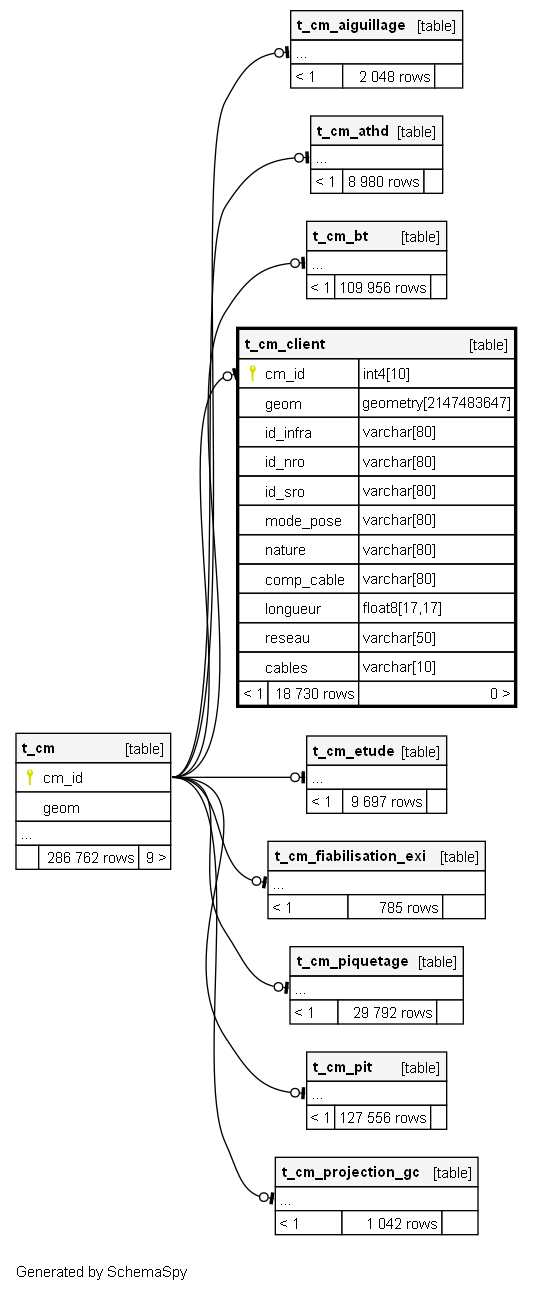 t_cm_aiguillage [table]
...
< 1 2 048 rows
t_cm_athd [table]
...
< 1 8 980 rows
t_cm_bt [table]
...
< 1 109 956 rows
t_cm_client [table]
cm_id int4[10]
geom geometry[2147483647]
id_infra varchar[80]
id_nro varchar[80]
id_sro varchar[80]
mode_pose varchar[80]
nature varchar[80]
comp_cable varchar[80]
longueur float8[17,17]
reseau varchar[50]
cables varchar[10]
< 1 18 730 rows 0 >
t_cm [table]
cm_id
geom
...
286 762 rows 9 >
t_cm_etude [table]
...
< 1 9 697 rows
t_cm_fiabilisation_exi [table]
...
< 1 785 rows
t_cm_piquetage [table]
...
< 1 29 792 rows
t_cm_pit [table]
...
< 1 127 556 rows
t_cm_projection_gc [table]
...
< 1 1 042 rows
Generated by SchemaSpy